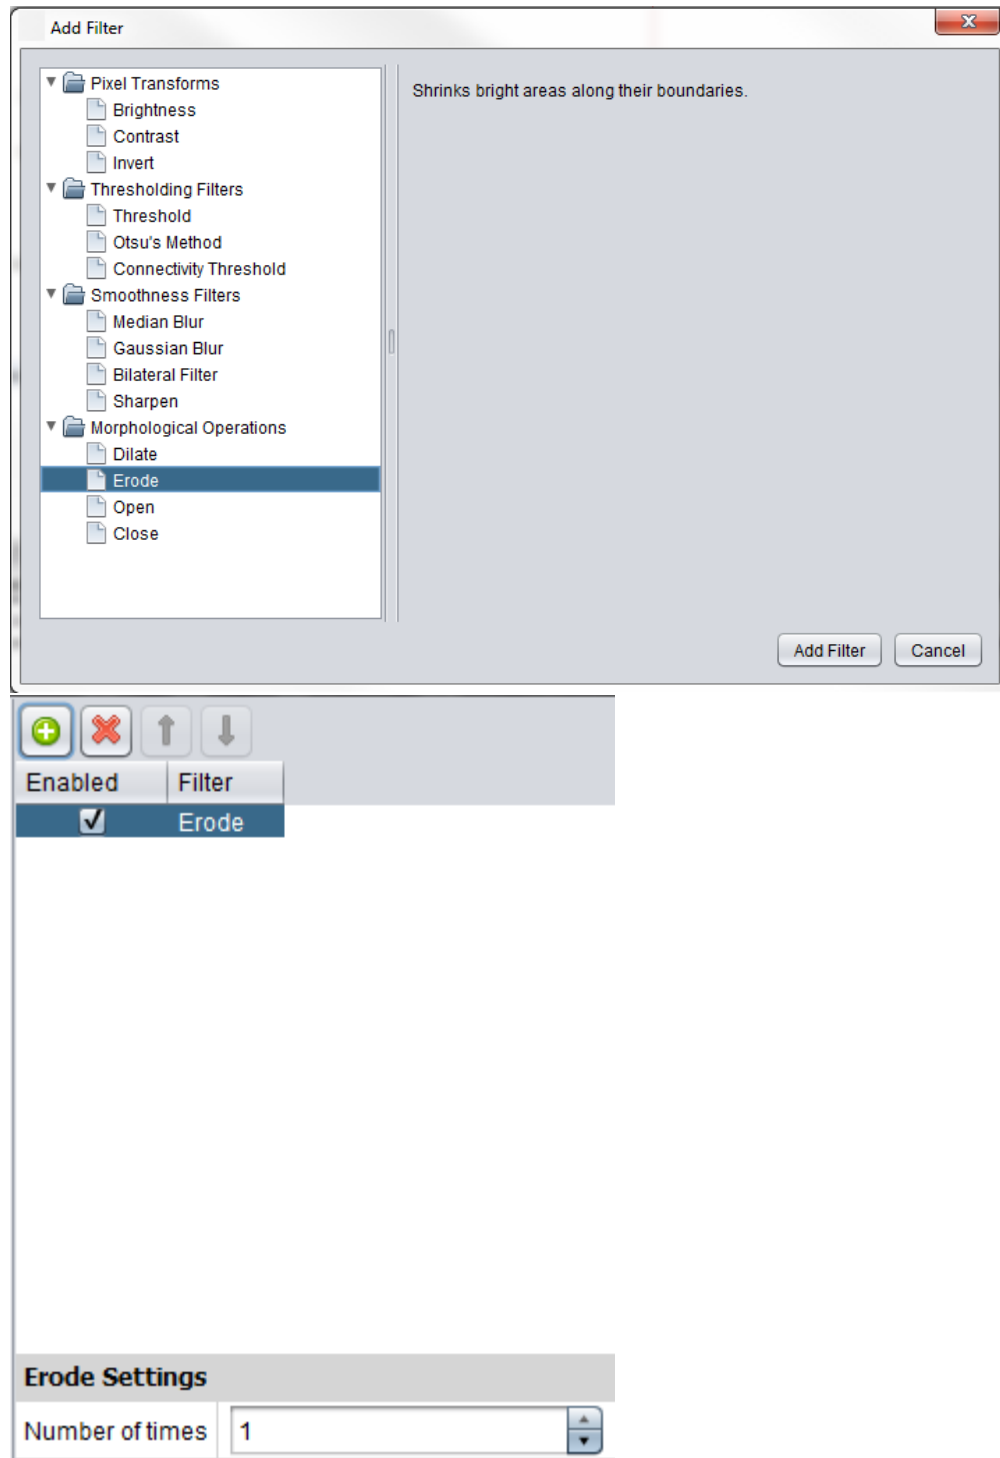 Add Filter
Pixel Transforms
Brightness
Contrast
Invert
Thresholding Filters
Threshold
Otsu's Method
Connectivity Threshold
Smoothness Filters
Median Blur
Gaussian Blur
Bilateral Filter
Sharpen
Morphological Operations
Dilate
Erode
Open
Close
Shrinks bright areas along their boundaries.
Add Filter Cancel
Enabled Filter
Erode
Erode Settings
Number of times 1